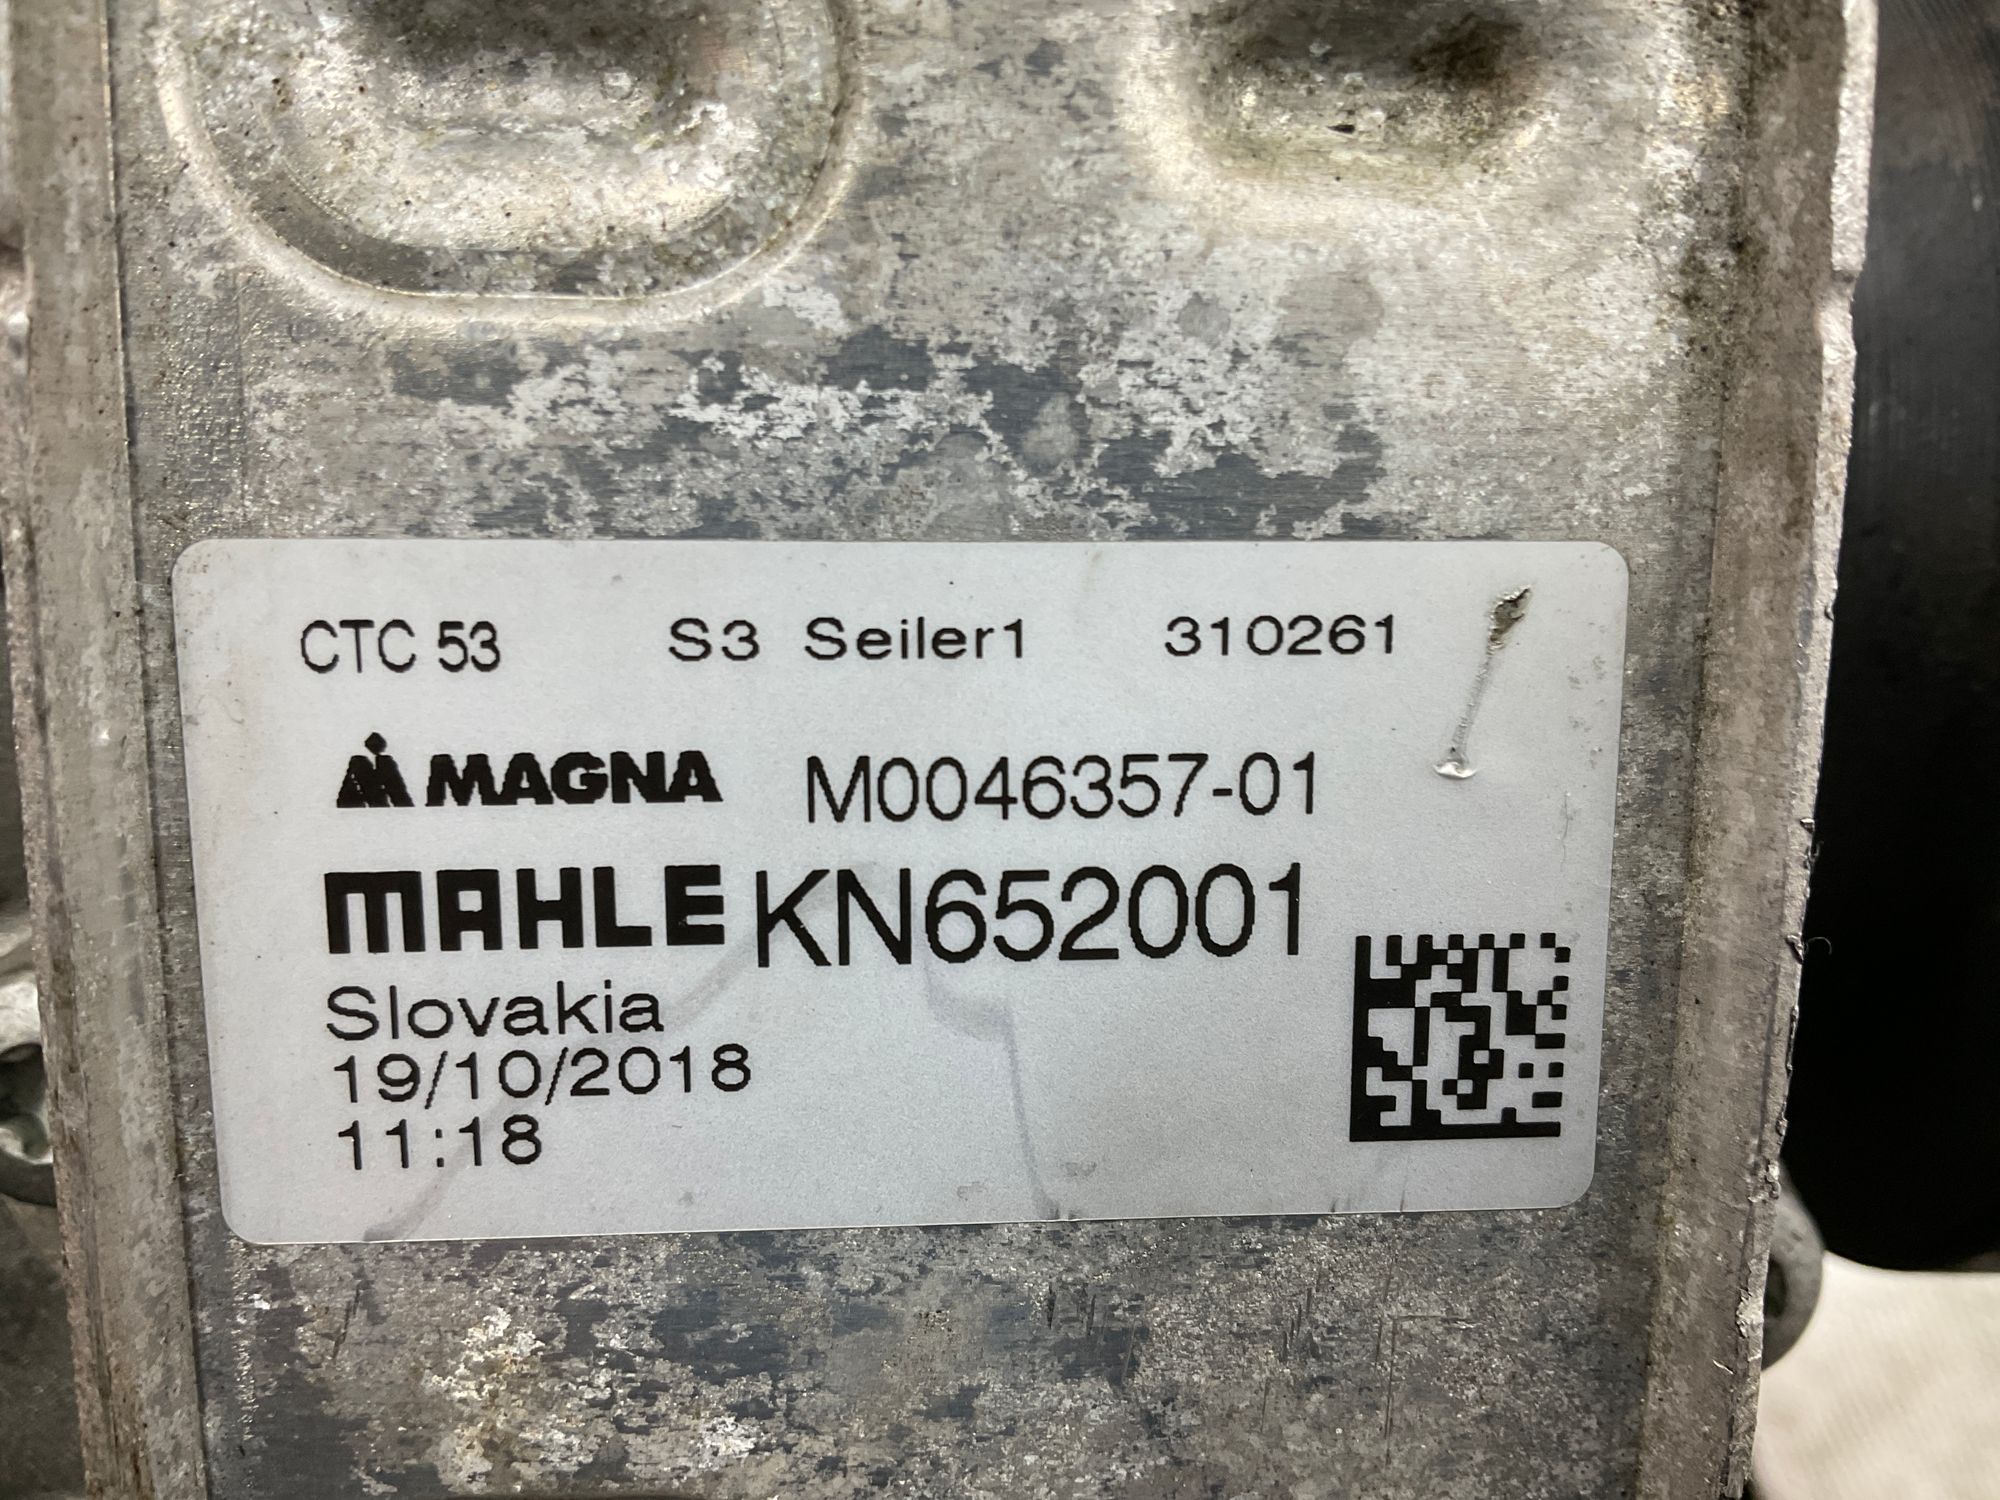 CTC 53 S3 Seiler1 310261
MAGNA M0046357-01
MAHLE KN652001
Slovakia
19/10/2018
11:18